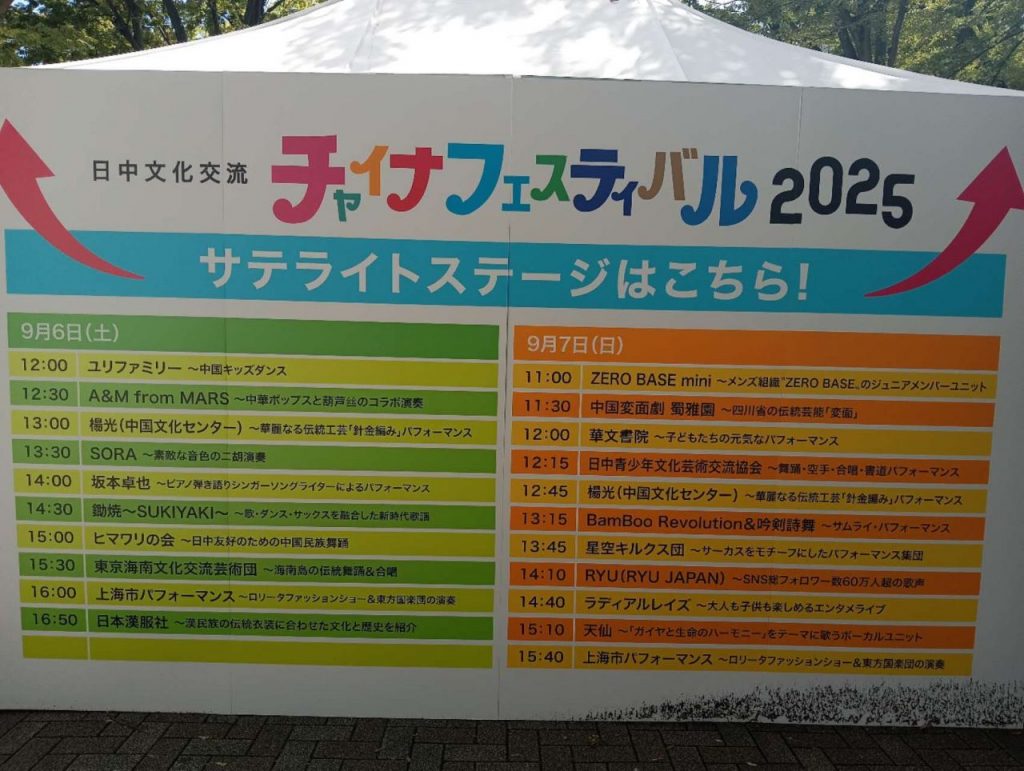 日中文化交流 チャイナフェスティバル 2025
サテライトステージはこちら!
9月6日(土)
12:00 ユリファミリー 〜中国キッズダンス
12:30 A&M from MARS 〜中華ポップスと葫芦丝のコラボ演奏
13:00 楊光(中国文化センター) 〜華麗なる伝統工芸「針金編み」パフォーマンス
13:30 SORA 〜素敵な音色の二胡演奏
14:00 坂本卓也 〜ピアノ弾き語りシンガーソングライターによるパフォーマンス
14:30 鋤焼〜SUKIYAKI〜 〜歌・ダンス・サックスを融合した新時代歌謡
15:00 ヒマワリの会 〜日中友好のための中国民族舞踊
15:30 東京海南文化交流芸術団 〜海南島の伝統舞踊&合唱
16:00 上海市パフォーマンス 〜ロリータファッションショー&東方国楽団の演奏
16:50 日本漢服社 〜漢民族の伝統衣装に合わせた文化と歴史を紹介
9月7日(日)
11:00 ZERO BASE mini 〜メンズ組織"ZERO BASE„のジュニアメンバーユニット
11:30 中国変面劇 蜀雅園 〜四川省の伝統芸能「変面」
12:00 華文書院 〜子どもたちの元気なパフォーマンス
12:15 日中青少年文化芸術交流協会 〜舞踊・空手・合唱・書道パフォーマンス
12:45 楊光(中国文化センター) 〜華麗なる伝統工芸「針金編み」パフォーマンス
13:15 BamBoo Revolution&吟剣詩舞 〜サムライ・パフォーマンス
13:45 星空キルクス団 〜サーカスをモチーフにしたパフォーマンス集団
14:10 RYU(RYU JAPAN) 〜SNS総フォロワー数60万人超の歌声
14:40 ラディアルレイズ 〜大人も子供も楽しめるエンタメライブ
15:10 天仙 〜「ガイヤと生命のハーモニー」をテーマに歌うボーカルユニット
15:40 上海市パフォーマンス 〜ロリータファッションショー&東方国楽団の演奏